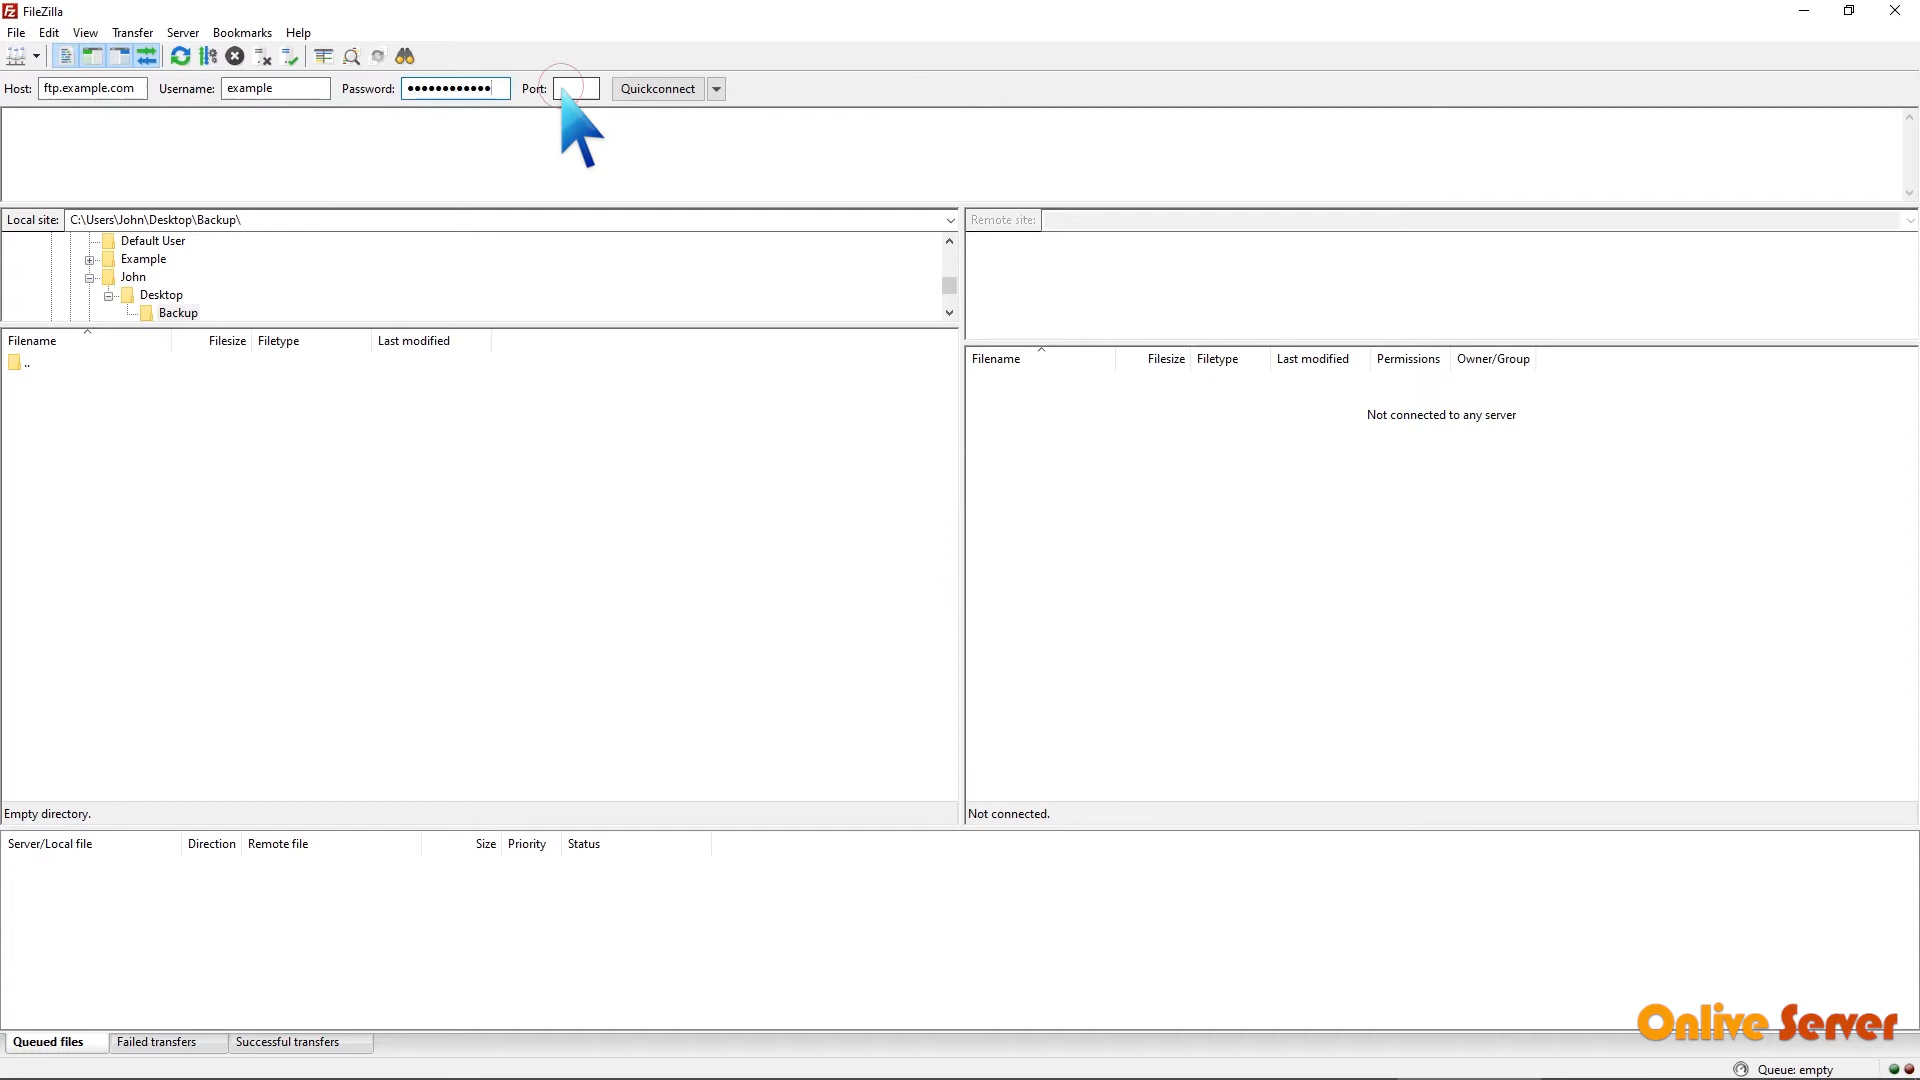 FileZilla
File Edit View Transfer Server Bookmarks Help
Host: ftp.example.com Username: example Password: •••••••••••• Port: Quickconnect
Local site: C:\Users\John\Desktop\Backup\
Default User
Example
John
Desktop
Backup
Filename Filesize Filetype Last modified
..
Empty directory.
Remote site:
Filename Filesize Filetype Last modified Permissions Owner/Group
Not connected to any server
Not connected.
Server/Local file Direction Remote file Size Priority Status
Queued files Failed transfers Successful transfers
Onlive Server
Queue: empty